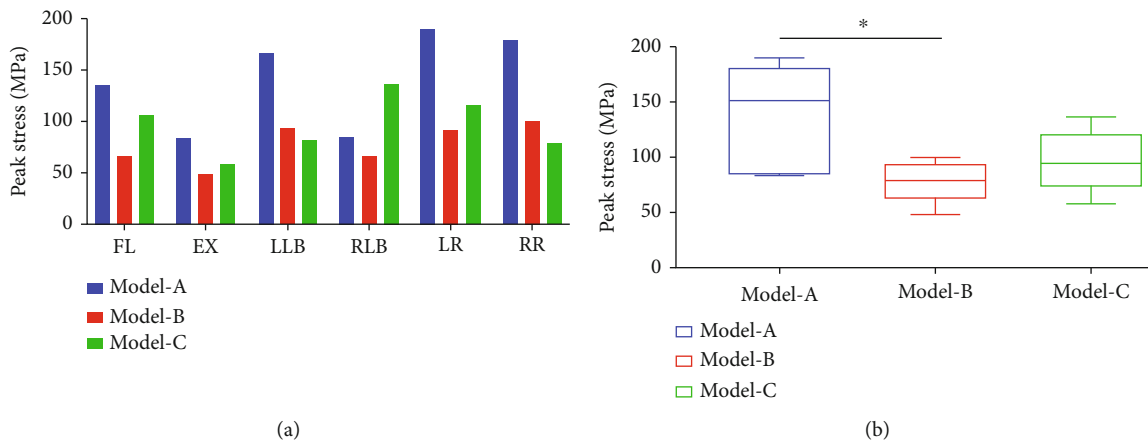 Peak stress (MPa)
200
150
100
50
0
FL EX LLB RLB LR RR
Model-A
Model-B
Model-C
(a)
Peak stress (MPa)
200
150
100
50
0
*
Model-A Model-B Model-C
Model-A
Model-B
Model-C
(b)